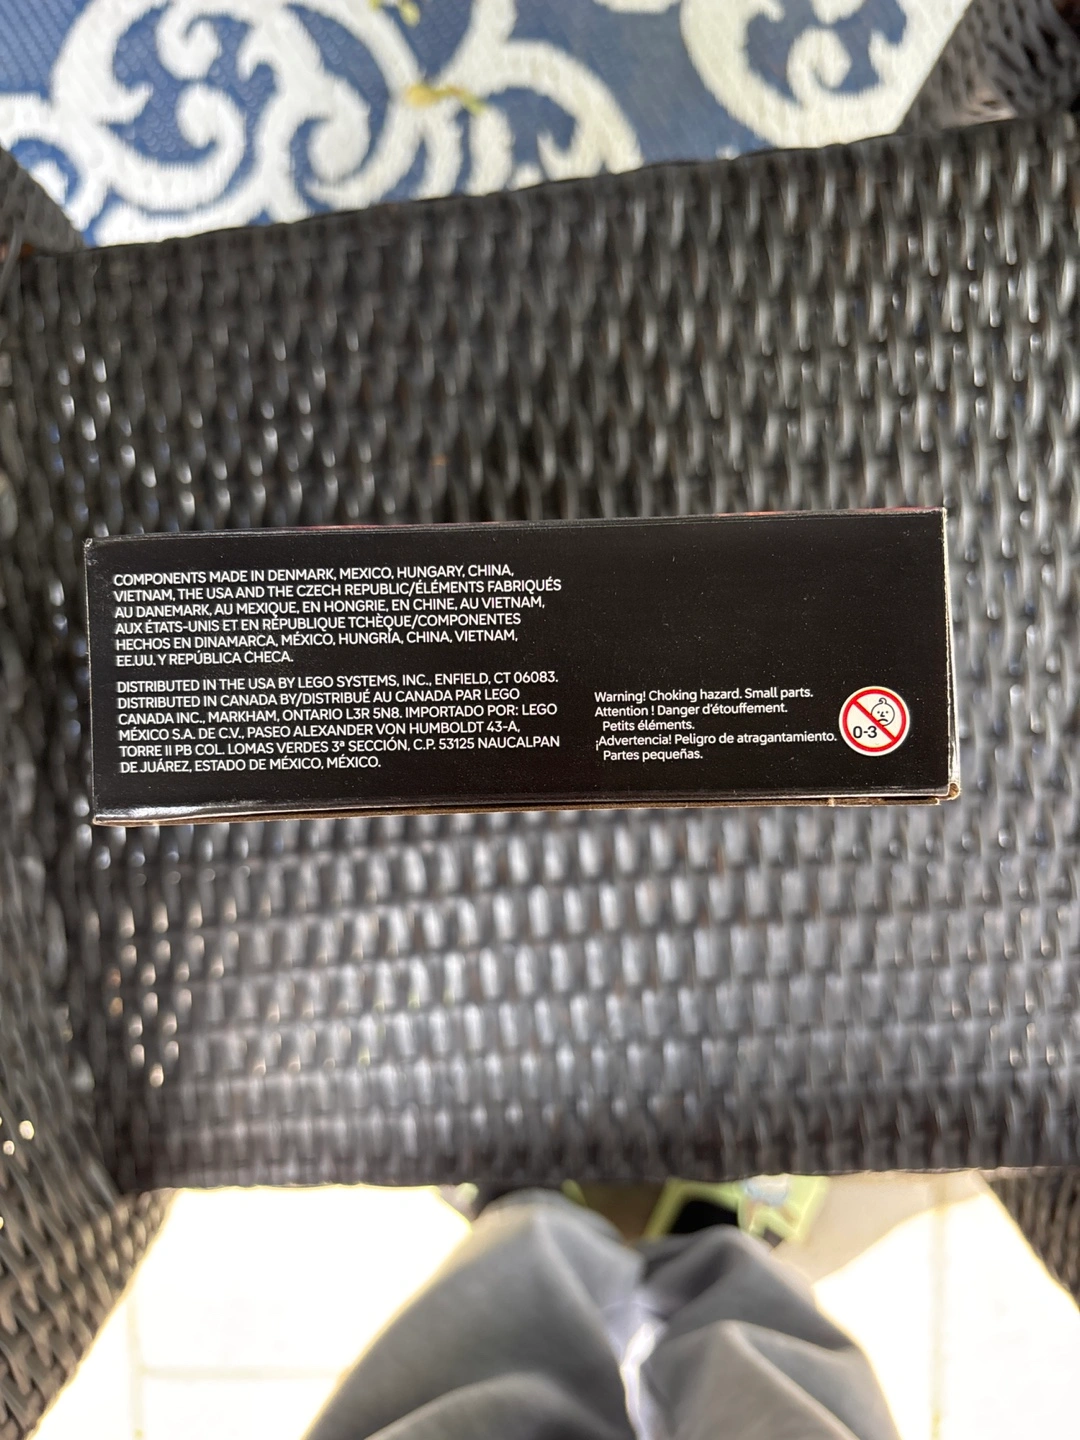 COMPONENTS MADE IN DENMARK, MEXICO, HUNGARY, CHINA,
VIETNAM, THE USA AND THE CZECH REPUBLIC/ÉLÉMENTS FABRIQUÉS
AU DANEMARK, AU MEXIQUE, EN HONGRIE, EN CHINE, AU VIETNAM,
AUX ÉTATS-UNIS ET EN RÉPUBLIQUE TCHÈQUE/COMPONENTES
HECHOS EN DINAMARCA, MÉXICO, HUNGRÍA, CHINA, VIETNAM,
EE.UU. Y REPÚBLICA CHECA.
DISTRIBUTED IN THE USA BY LEGO SYSTEMS, INC., ENFIELD, CT 06083.
DISTRIBUTED IN CANADA BY/DISTRIBUÉ AU CANADA PAR LEGO
CANADA INC., MARKHAM, ONTARIO L3R 5N8. IMPORTADO POR: LEGO
MÉXICO S.A. DE C.V., PASEO ALEXANDER VON HUMBOLDT 43-A,
TORRE II PB COL. LOMAS VERDES 3ª SECCIÓN, C.P. 53125 NAUCALPAN
DE JUÁREZ, ESTADO DE MÉXICO, MÉXICO.
Warning! Choking hazard. Small parts.
Attention ! Danger d'étouffement.
Petits éléments.
¡Advertencia! Peligro de atragantamiento.
Partes pequeñas.
0-3